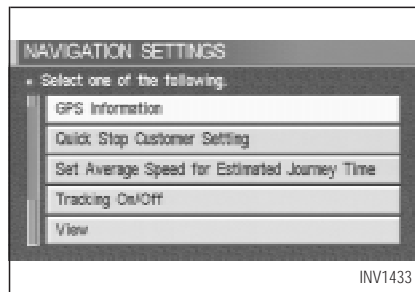 NAVIGATION SETTINGS
Select one of the following.
GPS Information
Quick Stop Customer Setting
Set Average Speed for Estimated Journey Time
Tracking On/Off
View
INV1433